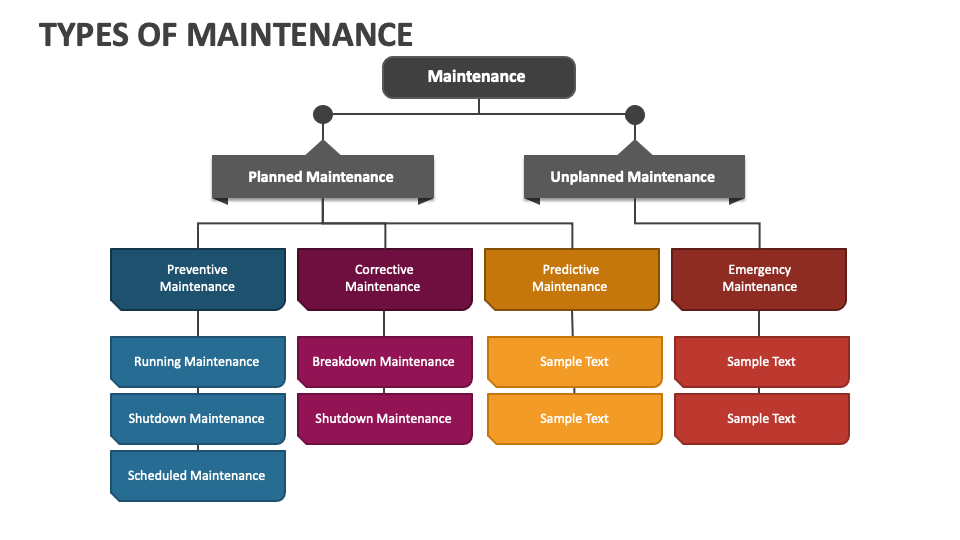 TYPES OF MAINTENANCE
Maintenance
Planned Maintenance
Unplanned Maintenance
Preventive
Maintenance
Corrective
Maintenance
Predictive
Maintenance
Emergency
Maintenance
Running Maintenance
Breakdown Maintenance
Sample Text
Sample Text
Shutdown Maintenance
Shutdown Maintenance
Sample Text
Sample Text
Scheduled Maintenance